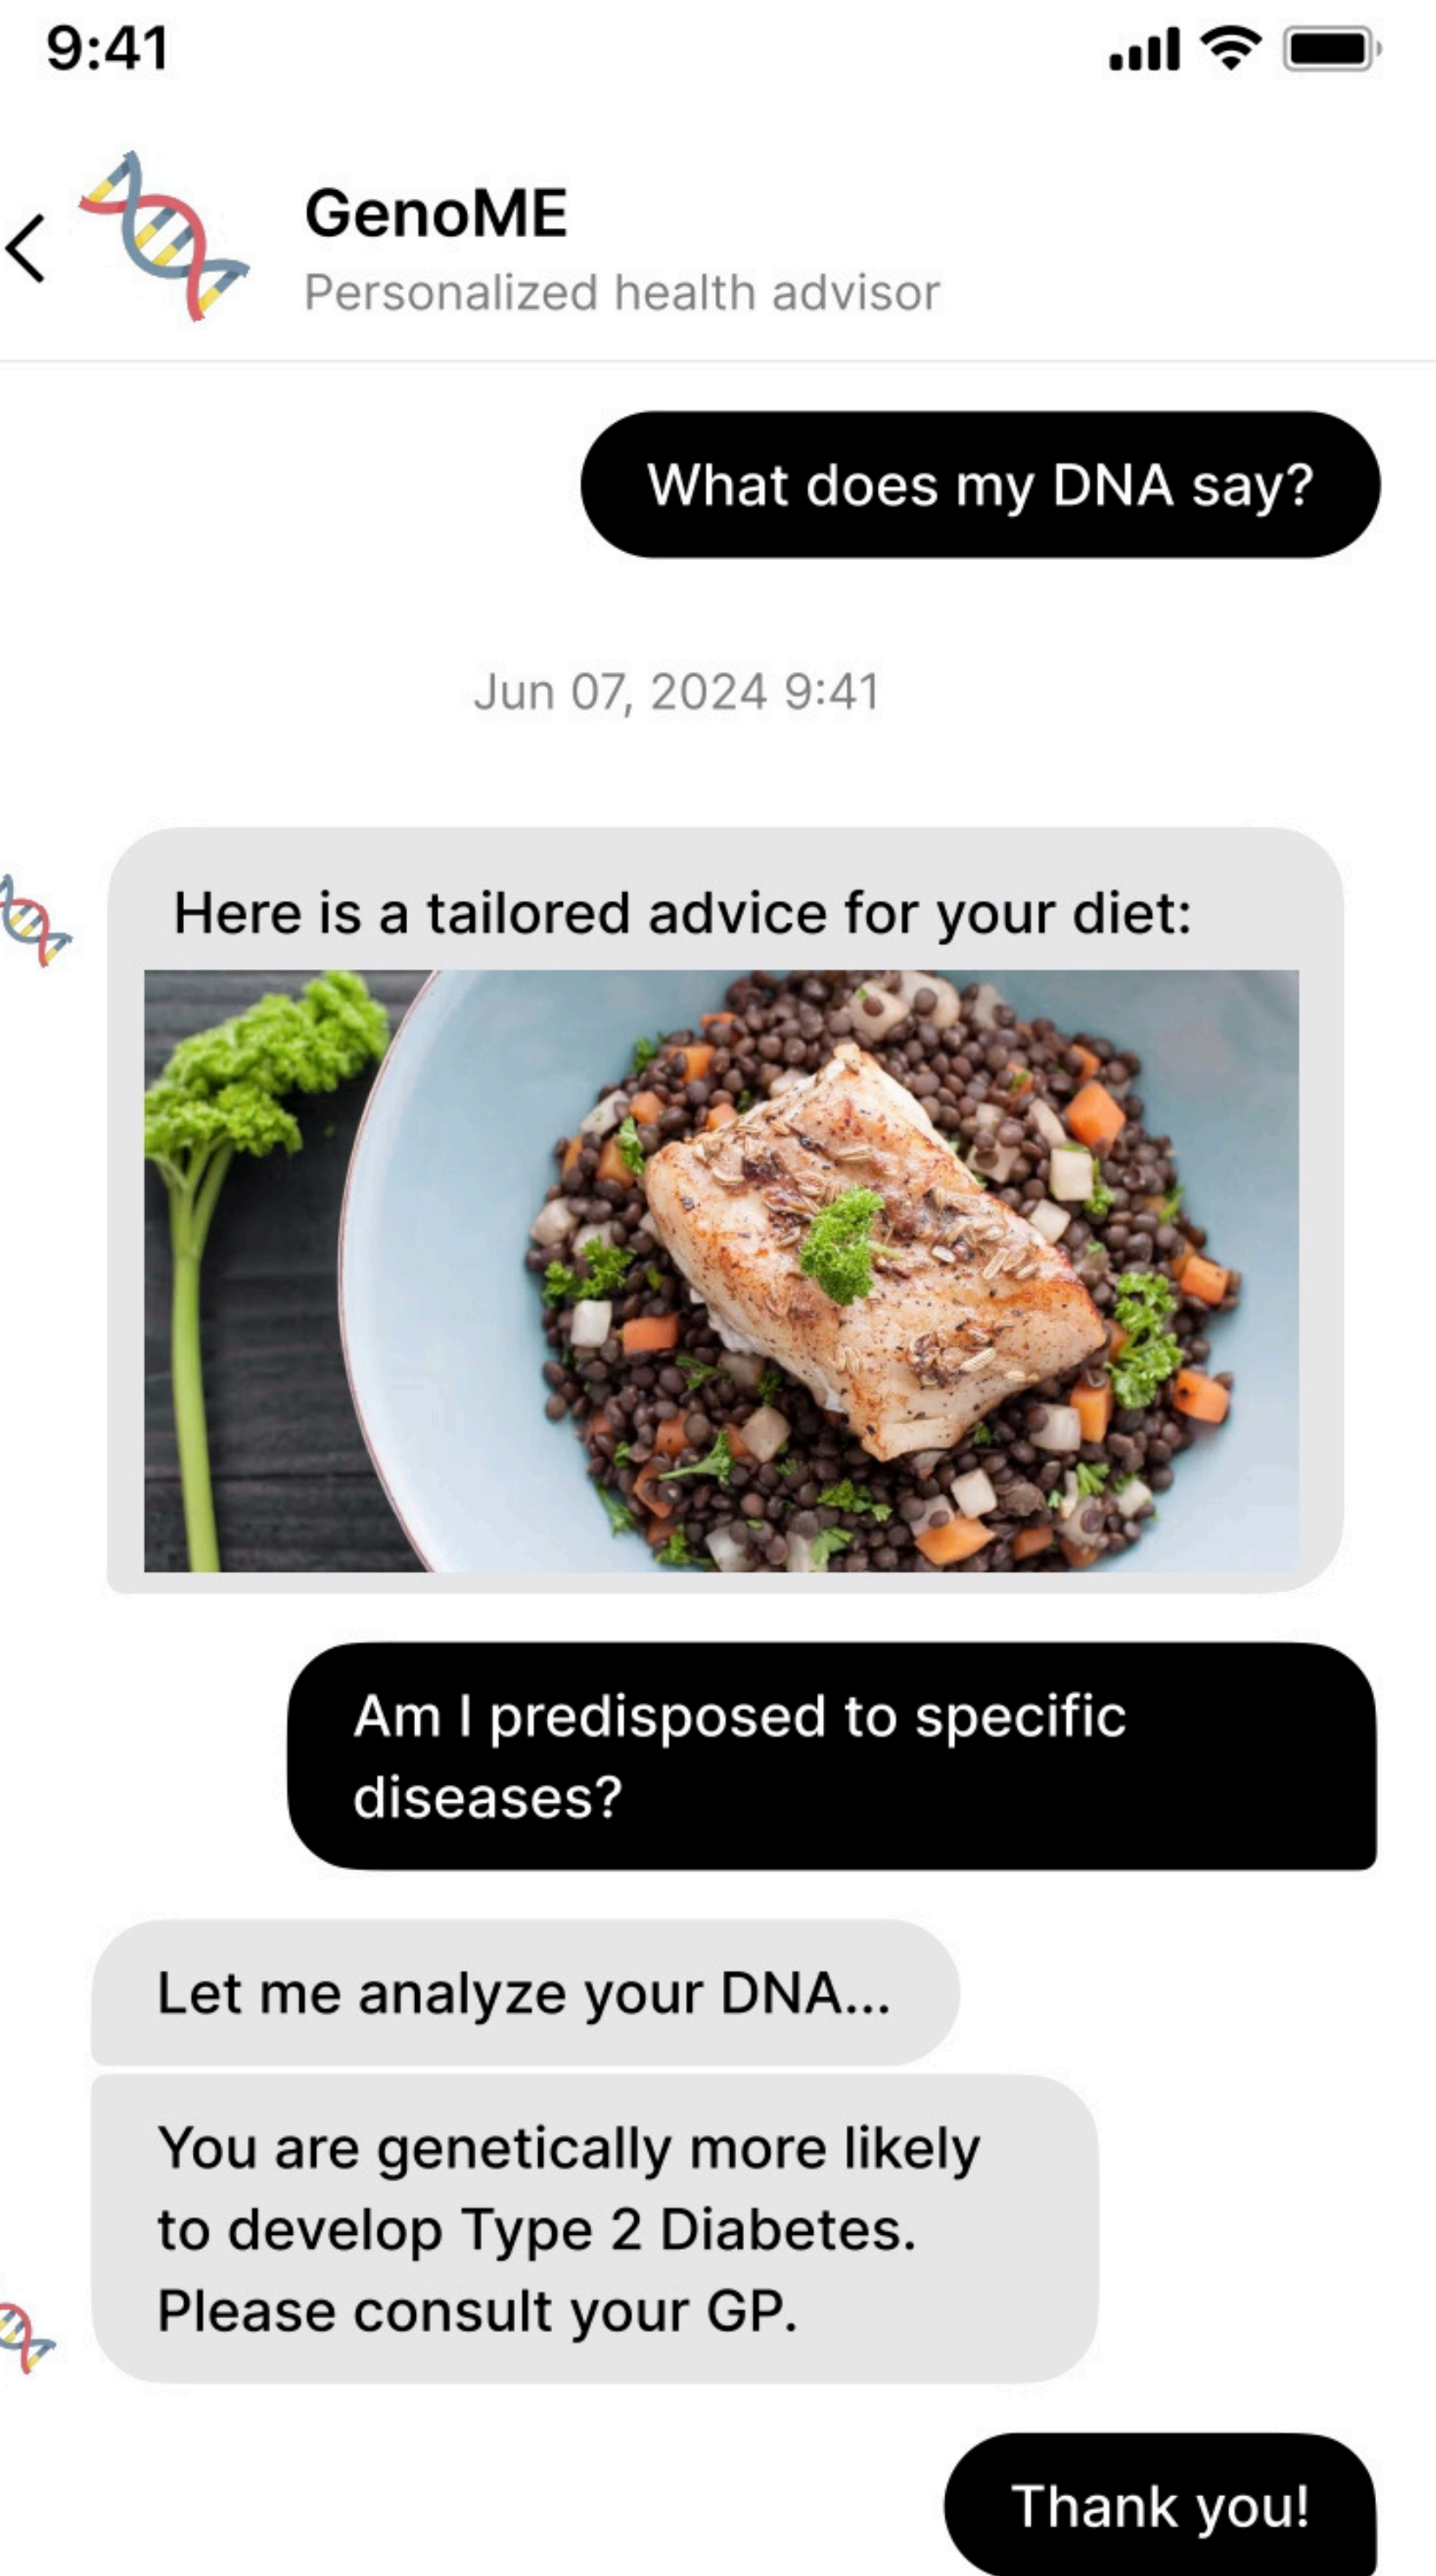 9:41
GenoME
Personalized health advisor
What does my DNA say?
Jun 07, 2024 9:41
Here is a tailored advice for your diet:
Am I predisposed to specific
diseases?
Let me analyze your DNA...
You are genetically more likely
to develop Type 2 Diabetes.
Please consult your GP.
Thank you!